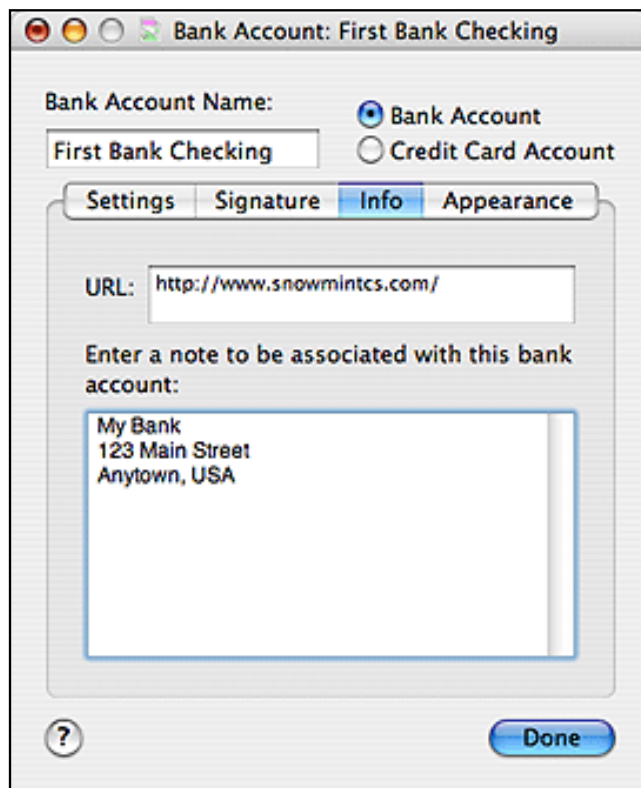 Bank Account: First Bank Checking
Bank Account Name:
Bank Account
First Bank Checking
Credit Card Account
Settings Signature Info Appearance
URL: http://www.snowmintcs.com/
Enter a note to be associated with this bank
account:
My Bank
123 Main Street
Anytown, USA
? Done